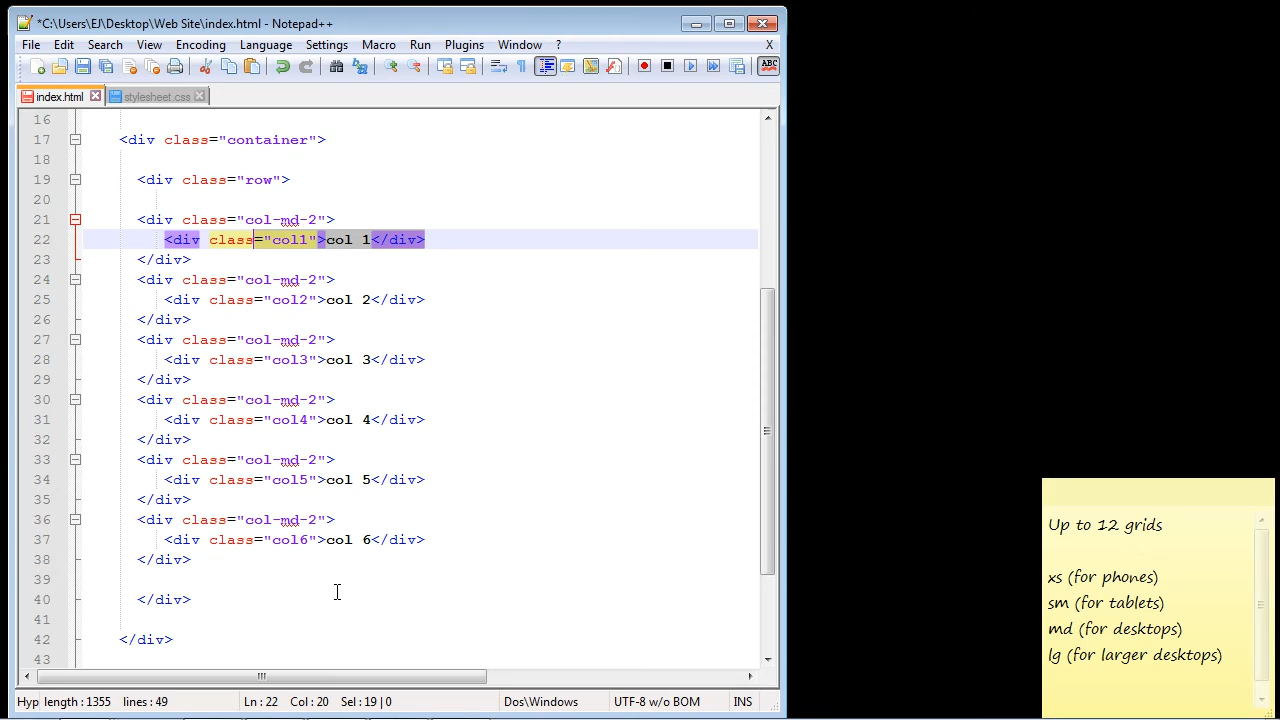 *C:\Users\EJ\Desktop\Web Site\index.html - Notepad++
File Edit Search View Encoding Language Settings Macro Run Plugins Window ? X
ABC
index.html stylesheet.css
16
17 <div class="container">
18
19 <div class="row">
20
21 <div class="col-md-2">
22 <div class="col1">col 1</div>
23 </div>
24 <div class="col-md-2">
25 <div class="col2">col 2</div>
26 </div>
27 <div class="col-md-2">
28 <div class="col3">col 3</div>
29 </div>
30 <div class="col-md-2">
31 <div class="col4">col 4</div>
32 </div>
33 <div class="col-md-2">
34 <div class="col5">col 5</div>
35 </div>
36 <div class="col-md-2">
37 <div class="col6">col 6</div>
38 </div>
39
40 </div>
41
42 </div>
43
Hyp length : 1355 lines : 49 Ln : 22 Col : 20 Sel : 19 | 0 Dos\Windows UTF-8 w/o BOM INS
Up to 12 grids
xs (for phones)
sm (for tablets)
md (for desktops)
lg (for larger desktops)